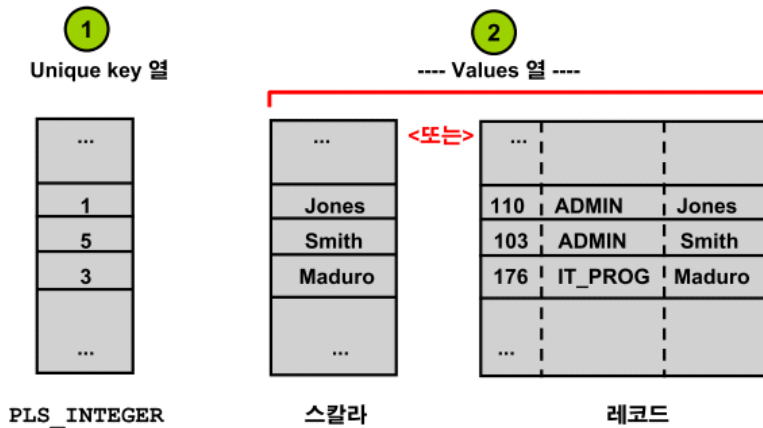 1 2
Unique key 열 ---- Values 열 ----
... ... <또는> ...
1 Jones 110 ADMIN Jones
5 Smith 103 ADMIN Smith
3 Maduro 176 IT_PROG Maduro
... ... ...
PLS_INTEGER 스칼라 레코드